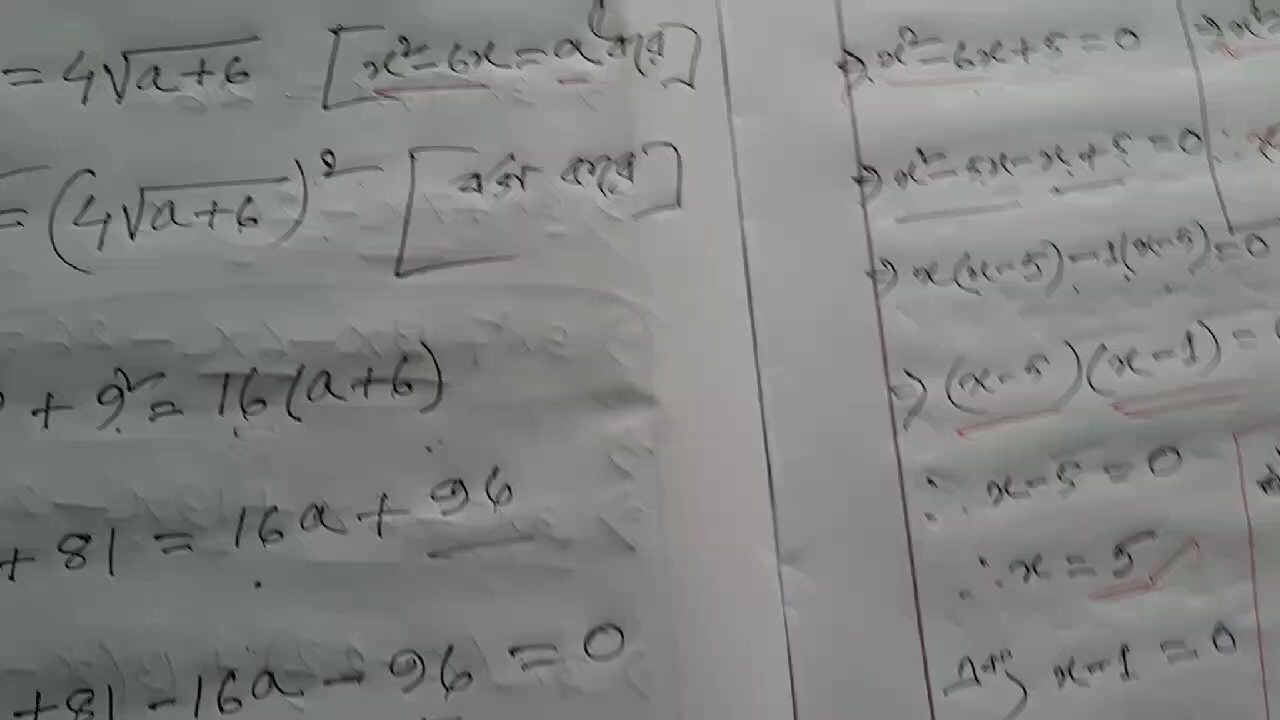 = 4√(a+6) [x²-6x = a ধরে]
= (4√(a+6))² [বর্গ করে]
+ 9² = 16(a+6)
+ 81 = 16a + 96
+81 - 16a - 96 = 0
⇒ x² - 6x + 5 = 0
⇒ x² - 5x - x + 5 = 0
⇒ x(x-5) - 1(x-5) = 0
⇒ (x-5)(x-1) =
∴ x - 5 = 0
∴ x = 5
x - 1 = 0